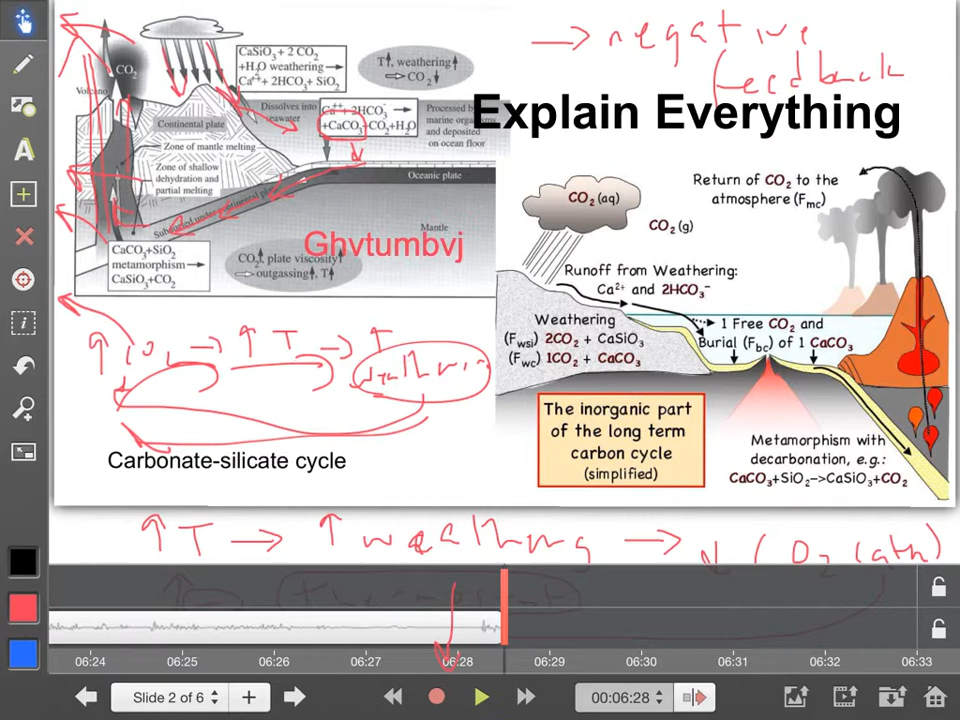 → negative
feedback
Explain Everything
CO₂
Volcano
CaSiO₃ + 2 CO₂
+H₂O weathering →
Ca⁺⁺ + 2HCO₃ + SiO₂
T↑, weathering↑
⇒ CO₂↓
Continental plate
Dissolves into
seawater
Ca⁺⁺ + 2HCO₃ →
+CaCO₃+CO₂+H₂O
Processed by
marine organisms
and deposited
on ocean floor
Zone of mantle melting
Zone of shallow
dehydration and
partial melting
Oceanic plate
Subducted under continental plate
Mantle
Ghvtumbvj
CaCO₃+SiO₂
metamorphism →
CaSiO₃+CO₂
CO₂↑ plate viscosity↑
⇒ outgassing↑, T↑
↑ CO₂ → ↑ T → ↑
weathering
Carbonate-silicate cycle
CO₂ (aq)
CO₂ (g)
Return of CO₂ to the
atmosphere (Fmc)
Runoff from Weathering:
Ca²⁺ and 2HCO₃⁻
Weathering
(Fwsi) 2CO₂ + CaSiO₃
(Fwc) 1CO₂ + CaCO₃
1 Free CO₂ and
Burial (Fbc) of 1 CaCO₃
The inorganic part
of the long term
carbon cycle
(simplified)
Metamorphism with
decarbonation, e.g.:
CaCO₃+SiO₂->CaSiO₃+CO₂
↑ T → ↑ weathring → ↓ CO₂ (atm)
06:24 06:25 06:26 06:27 06:28 06:29 06:30 06:31 06:32 06:33
Slide 2 of 6
00:06:28